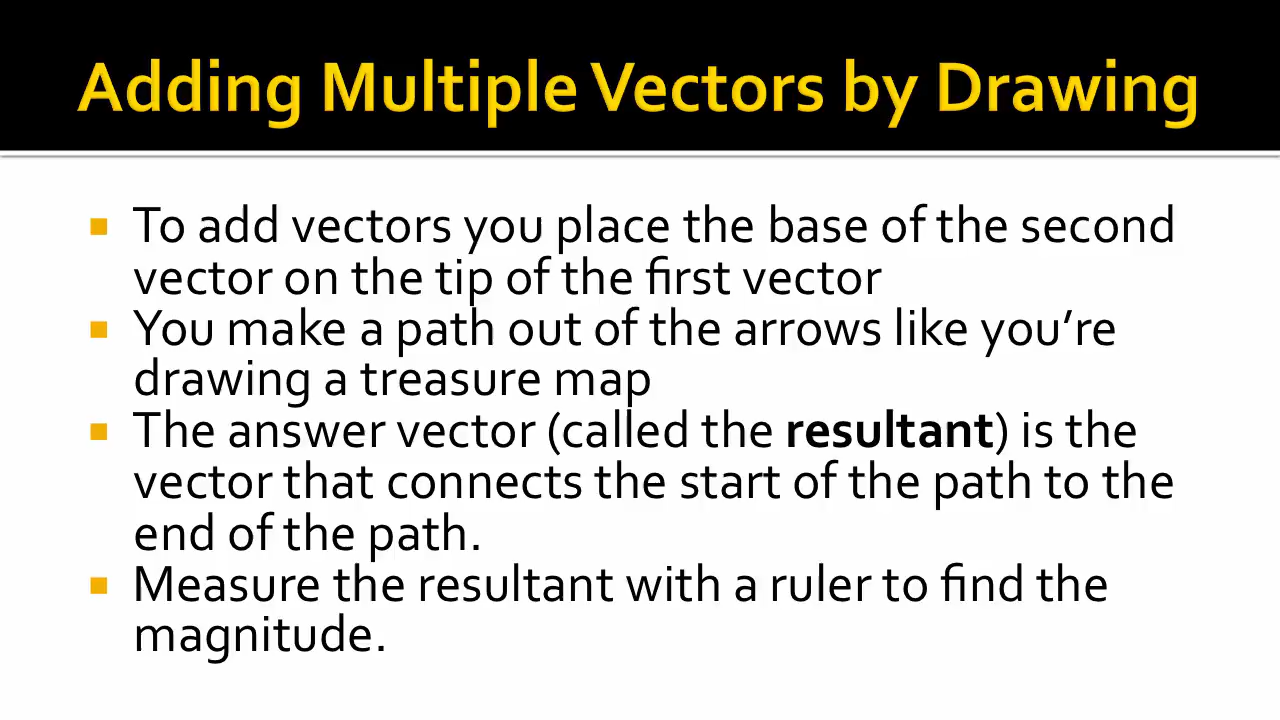 Adding Multiple Vectors by Drawing
To add vectors you place the base of the second
vector on the tip of the first vector
You make a path out of the arrows like you’re
drawing a treasure map
The answer vector (called the resultant) is the
vector that connects the start of the path to the
end of the path.
Measure the resultant with a ruler to find the
magnitude.